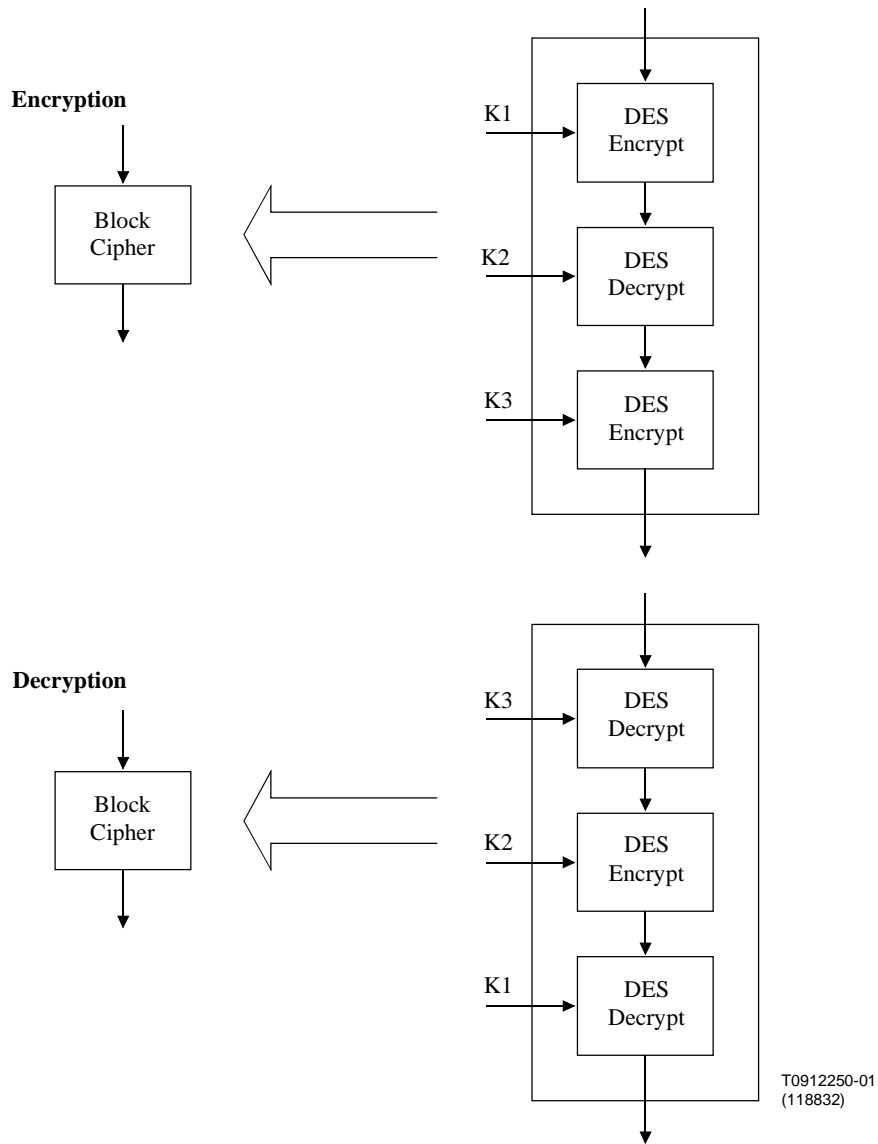 Encryption
Block
Cipher
K1
DES
Encrypt
K2
DES
Decrypt
K3
DES
Encrypt
Decryption
Block
Cipher
K3
DES
Decrypt
K2
DES
Encrypt
K1
DES
Decrypt
T0912250-01
(118832)